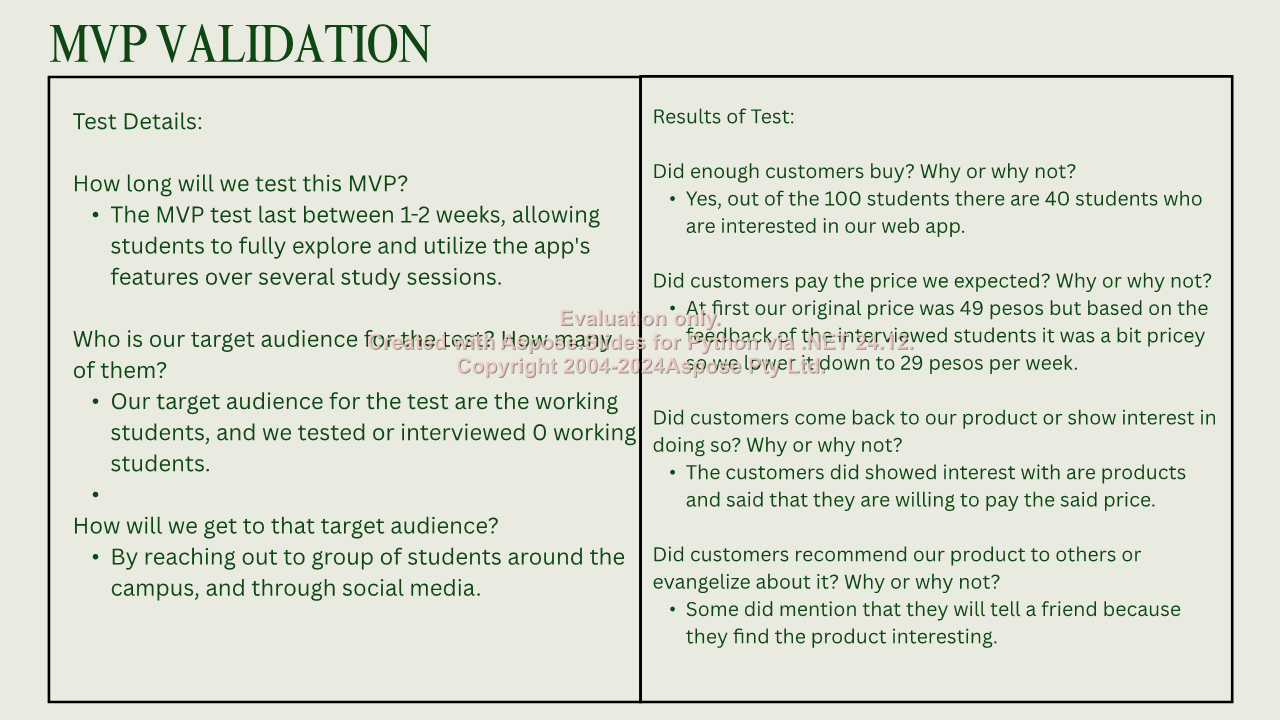 MVP VALIDATION
Test Details:
How long will we test this MVP?
• The MVP test last between 1-2 weeks, allowing
students to fully explore and utilize the app's
features over several study sessions.
Who is our target audience for the test? How many
of them?
• Our target audience for the test are the working
students, and we tested or interviewed 0 working
students.
•
How will we get to that target audience?
• By reaching out to group of students around the
campus, and through social media.
Results of Test:
Did enough customers buy? Why or why not?
• Yes, out of the 100 students there are 40 students who
are interested in our web app.
Did customers pay the price we expected? Why or why not?
• At first our original price was 49 pesos but based on the
feedback of the interviewed students it was a bit pricey
so we lower it down to 29 pesos per week.
Did customers come back to our product or show interest in
doing so? Why or why not?
• The customers did showed interest with are products
and said that they are willing to pay the said price.
Did customers recommend our product to others or
evangelize about it? Why or why not?
• Some did mention that they will tell a friend because
they find the product interesting.
Evaluation only.
Created with Aspose.Slides for Python via .NET 24.12.
Copyright 2004-2024Aspose Pty Ltd.